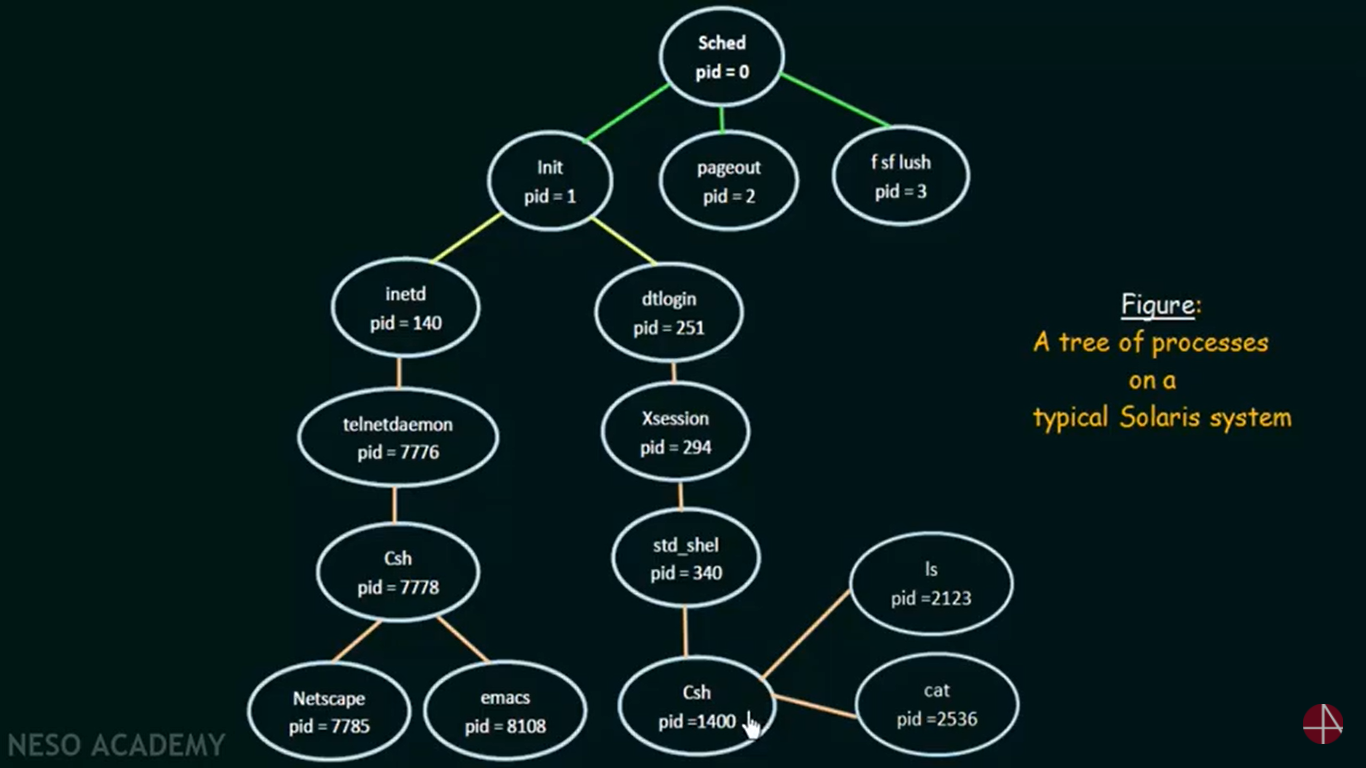 Sched
pid = 0
Init
pid = 1
pageout
pid = 2
f sf lush
pid = 3
inetd
pid = 140
dtlogin
pid = 251
Figure:
A tree of processes
on a
typical Solaris system
telnetdaemon
pid = 7776
Xsession
pid = 294
Csh
pid = 7778
std_shel
pid = 340
ls
pid =2123
Netscape
pid = 7785
emacs
pid = 8108
Csh
pid =1400
cat
pid =2536
NESO ACADEMY